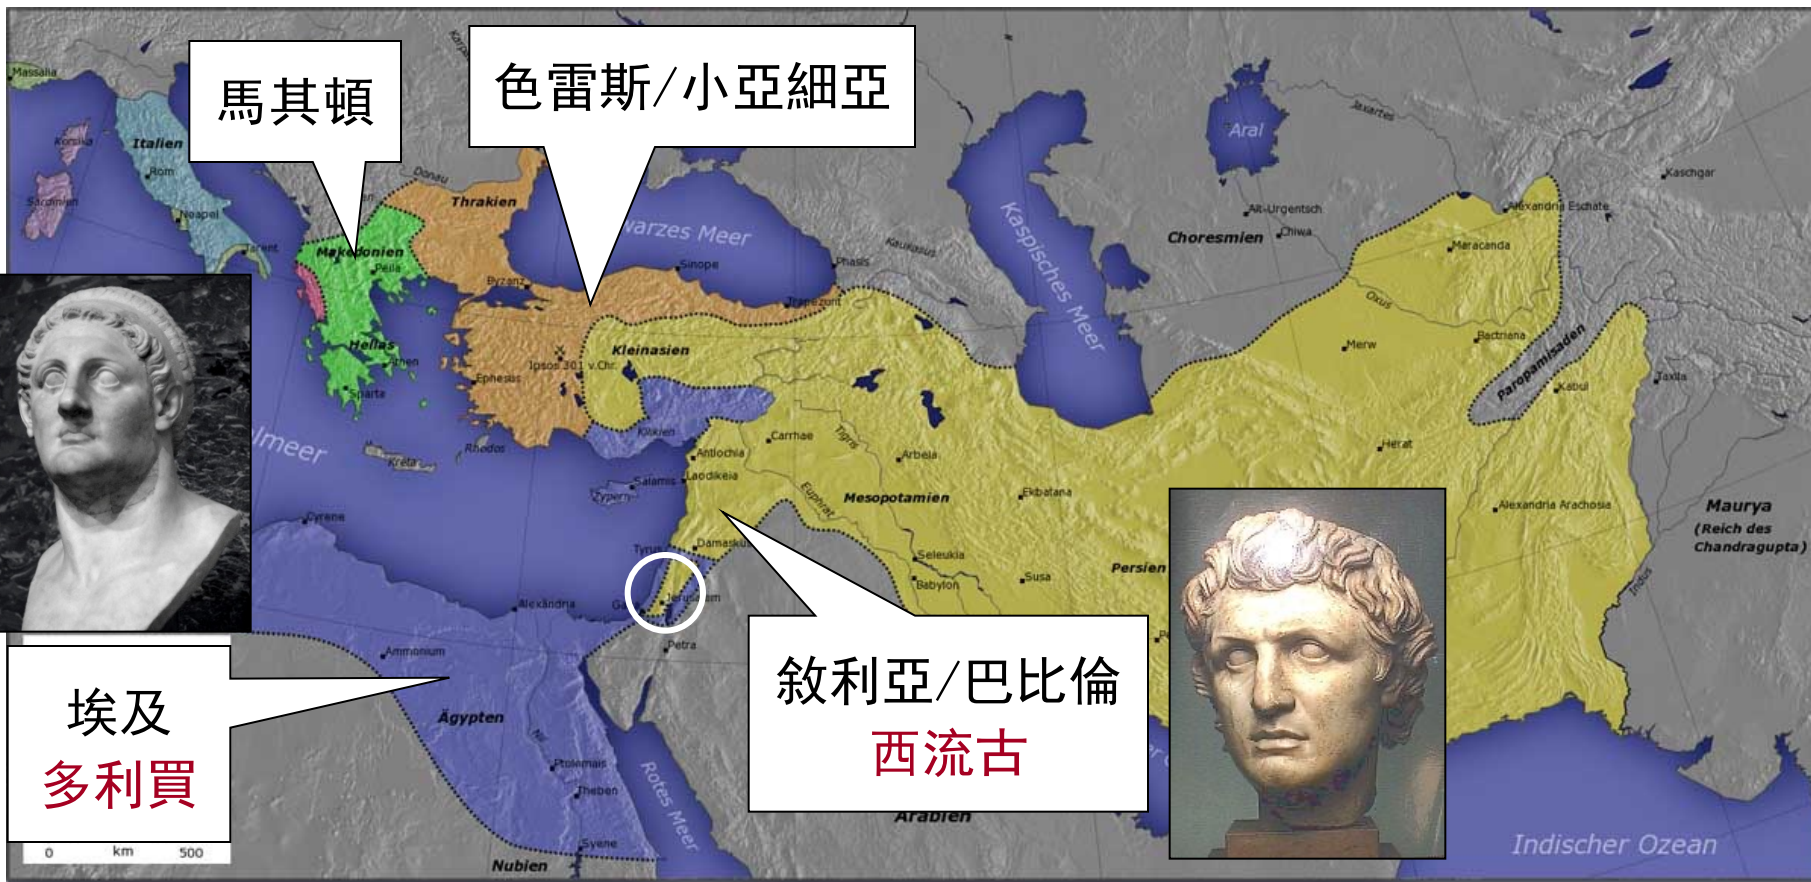 馬其頓
色雷斯/小亞細亞
埃及
多利買
敘利亞/巴比倫
西流古
Massalia
Korsika
Sardinien
Italien
Rom
Neapel
Tarent
Donau
Thrakien
Makedonien
Pella
Byzanz
Hellas
Athen
Sparta
Ephesus
Ipsos 301 v.Chr.
Kleinasien
Kilikien
Kreta
Rhodos
Zypern
Salamis
warzes Meer
Sinope
Trapezunt
Phasis
Kaukasus
Kaspisches Meer
Aral
Jaxartes
Alt-Urgentsch
Chiwa
Choresmien
Oxus
Maracanda
Alexandria Eschate
Kaschgar
Merw
Bactriana
Paropamisaden
Kabul
Taxila
Herat
Alexandria Arachosia
Maurya
(Reich des
Chandragupta)
Indus
Carrhae
Tigris
Arbela
Antiochia
Laodikeia
Euphrat
Mesopotamien
Ekbatana
Damaskus
Tyrus
Jerusalem
Seleukia
Babylon
Susa
Persien
Petra
lmeer
Cyrene
Alexandria
Ammonium
Ägypten
Nil
Ptolemais
Theben
Syene
Nubien
Rotes Meer
Arabien
Indischer Ozean
0 km 500